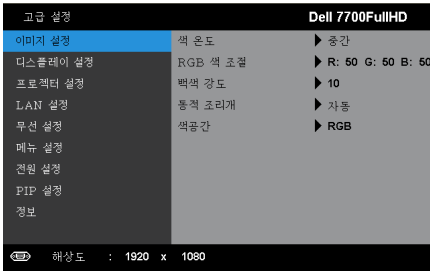 고급 설정 Dell 7700FullHD
이미지 설정 색 온도 중간
디스플레이 설정 RGB 색 조절 R: 50 G: 50 B: 50
프로젝터 설정 백색 강도 10
LAN 설정 동적 조리개 자동
무선 설정 색공간 RGB
메뉴 설정
전원 설정
PIP 설정
정보
해상도 : 1920 x 1080